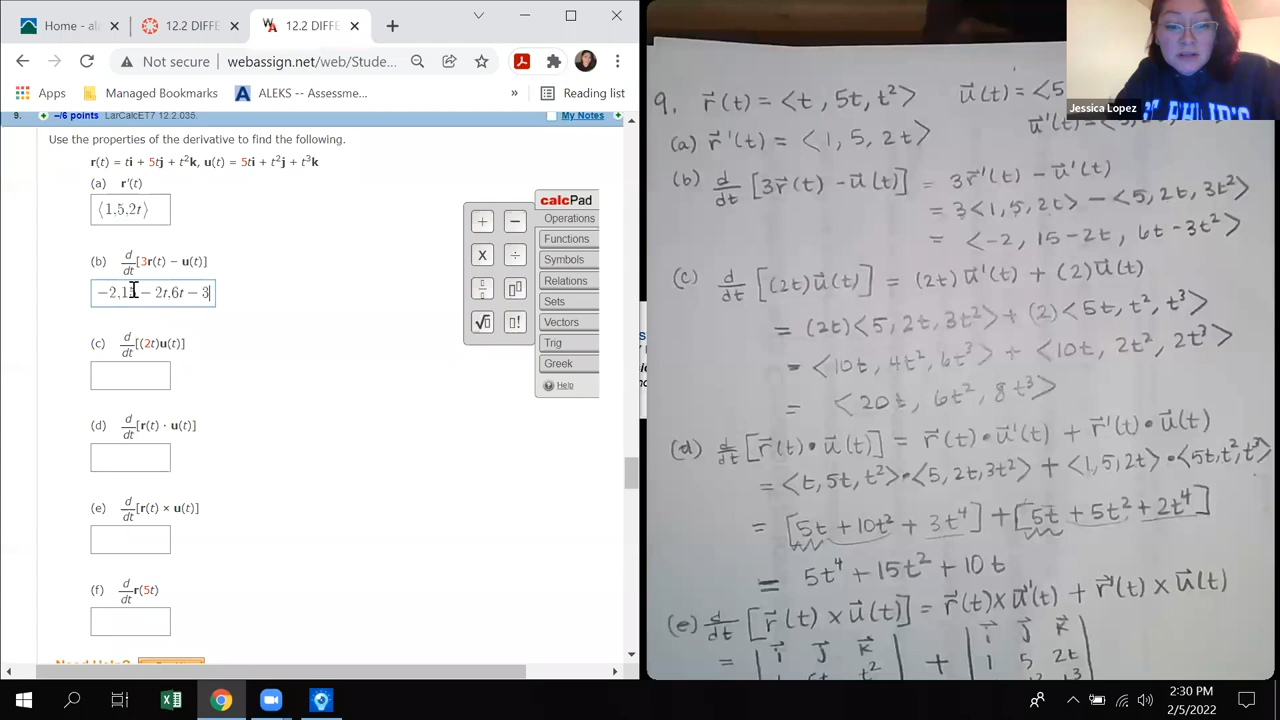 Home - al
12.2 DIFFE
12.2 DIFFE
Not secure
webassign.net/web/Stude...
Apps
Managed Bookmarks
ALEKS -- Assessme...
»
Reading list
9.
–/6 points
LarCalcET7 12.2.035.
My Notes
Use the properties of the derivative to find the following.
r(t) = ti + 5tj + t²k, u(t) = 5ti + t²j + t³k
(a) r'(t)
⟨1,5,2t⟩
(b) d/dt[3r(t) − u(t)]
−2,1 − 2t,6t − 3
(c) d/dt[(2t)u(t)]
(d) d/dt[r(t) · u(t)]
(e) d/dt[r(t) × u(t)]
(f) d/dt r(5t)
calcPad
Operations
Functions
Symbols
Relations
Sets
Vectors
Trig
Greek
Help
9. r⃗(t) = <t, 5t, t²> u⃗(t) = <5
(a) r⃗'(t) = <1, 5, 2t> u⃗'(t) =
(b) d/dt [3r⃗(t) − u⃗(t)] = 3r⃗'(t) − u⃗'(t)
= 3<1, 5, 2t> − <5, 2t, 3t²>
= <−2, 15 − 2t, 6t − 3t²>
(c) d/dt [(2t)u⃗(t)] = (2t)u⃗'(t) + (2)u⃗(t)
= (2t)<5, 2t, 3t²> + (2)<5t, t², t³>
= <10t, 4t², 6t³> + <10t, 2t², 2t³>
= <20t, 6t², 8t³>
(d) d/dt [r⃗(t) • u⃗(t)] = r⃗(t) • u⃗'(t) + r⃗'(t) • u⃗(t)
= <t, 5t, t²> • <5, 2t, 3t²> + <1, 5, 2t> • <5t, t², t³>
= [5t + 10t² + 3t⁴] + [5t + 5t² + 2t⁴]
= 5t⁴ + 15t² + 10t
(e) d/dt [r⃗(t) × u⃗(t)] = r⃗(t) × u⃗'(t) + r⃗'(t) × u⃗(t)
= | i⃗ j⃗ k⃗ | + | i⃗ j⃗ k⃗
1 5 2t |
Jessica Lopez
2:30 PM
2/5/2022